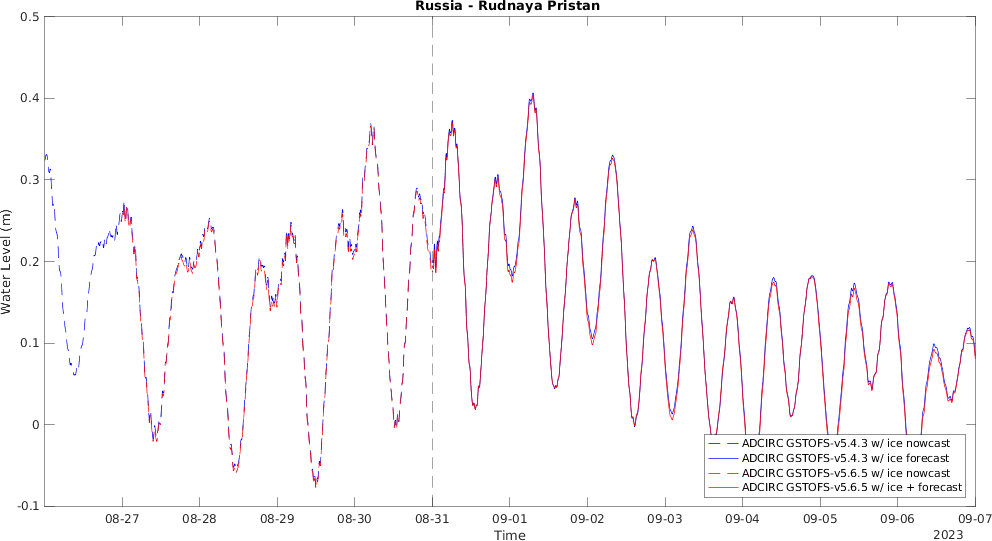 Russia - Rudnaya Pristan
0.5
0.4
0.3
0.2
0.1
0
-0.1
Water Level (m)
ADCIRC GSTOFS-v5.4.3 w/ ice nowcast
ADCIRC GSTOFS-v5.4.3 w/ ice forecast
ADCIRC GSTOFS-v5.6.5 w/ ice nowcast
ADCIRC GSTOFS-v5.6.5 w/ ice + forecast
08-27 08-28 08-29 08-30 08-31 09-01 09-02 09-03 09-04 09-05 09-06 09-07
Time
2023